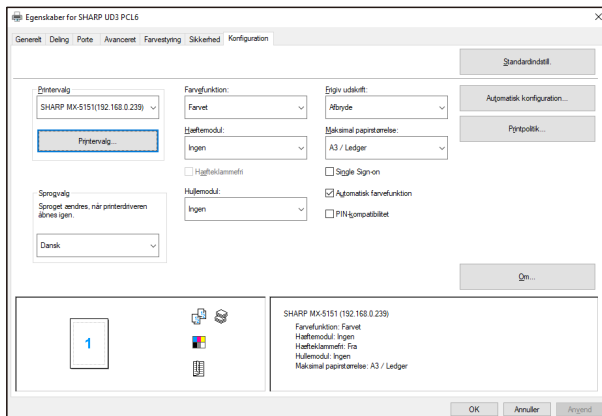 Egenskaber for SHARP UD3 PCL6
Generelt Deling Porte Avanceret Farvestyring Sikkerhed Konfiguration
Standardindstill.
Printervalg
SHARP MX-5151(192.168.0.239)
Printervalg...
Farvefunktion:
Farvet
Frigiv udskrift:
Afbryde
Automatisk konfiguration...
Hæftemodul:
Ingen
Maksimal papirstørrelse:
A3 / Ledger
Printpolitik...
Hæfteklammefri
Single Sign-on
Sprogvalg
Sproget ændres, når printerdriveren
åbnes igen.
Dansk
Hullemodul:
Ingen
Automatisk farvefunktion
PIN-kompatibilitet
Om...
1
SHARP MX-5151 (192.168.0.239)
Farvefunktion: Farvet
Hæftemodul: Ingen
Hæfteklammefri: Fra
Hullemodul: Ingen
Maksimal papirstørrelse: A3 / Ledger
OK Annuller Anvend